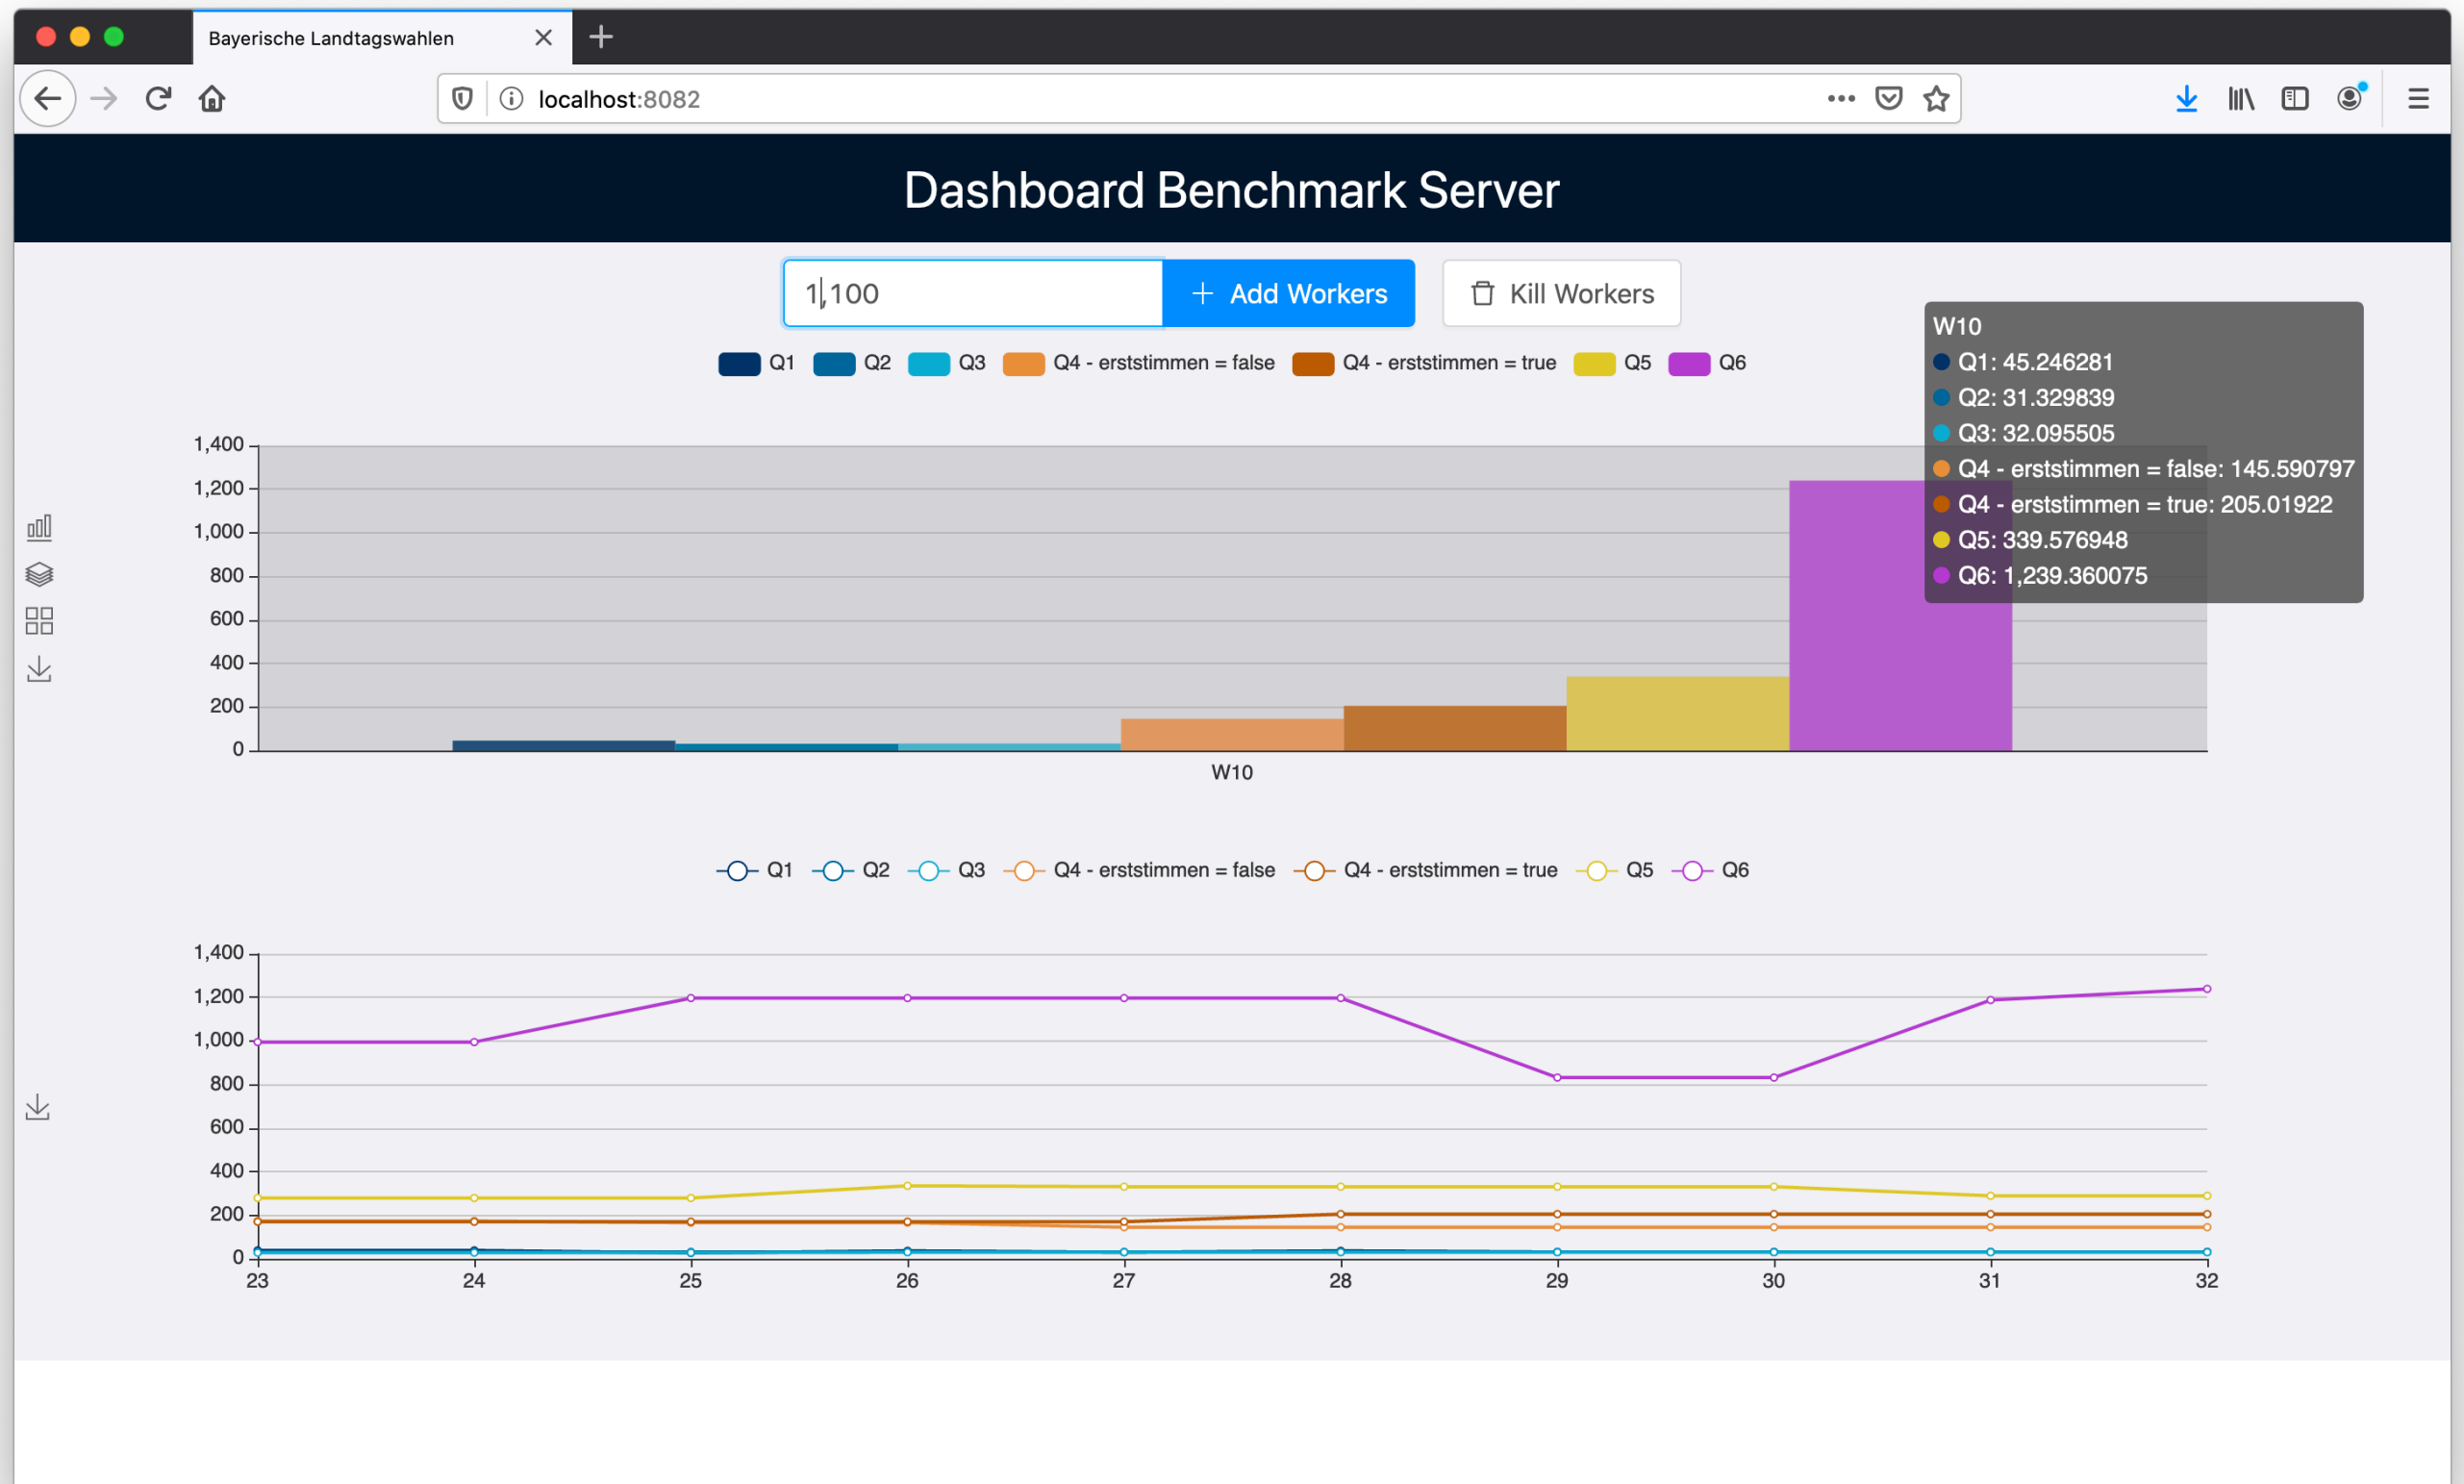 Bayerische Landtagswahlen
localhost:8082
Dashboard Benchmark Server
1,100
Add Workers
Kill Workers
Q1 Q2 Q3 Q4 - erststimmen = false Q4 - erststimmen = true Q5 Q6
W10
Q1: 45.246281
Q2: 31.329839
Q3: 32.095505
Q4 - erststimmen = false: 145.590797
Q4 - erststimmen = true: 205.01922
Q5: 339.576948
Q6: 1,239.360075
1,400
1,200
1,000
800
600
400
200
0
W10
Q1 Q2 Q3 Q4 - erststimmen = false Q4 - erststimmen = true Q5 Q6
1,400
1,200
1,000
800
600
400
200
0
23 24 25 26 27 28 29 30 31 32